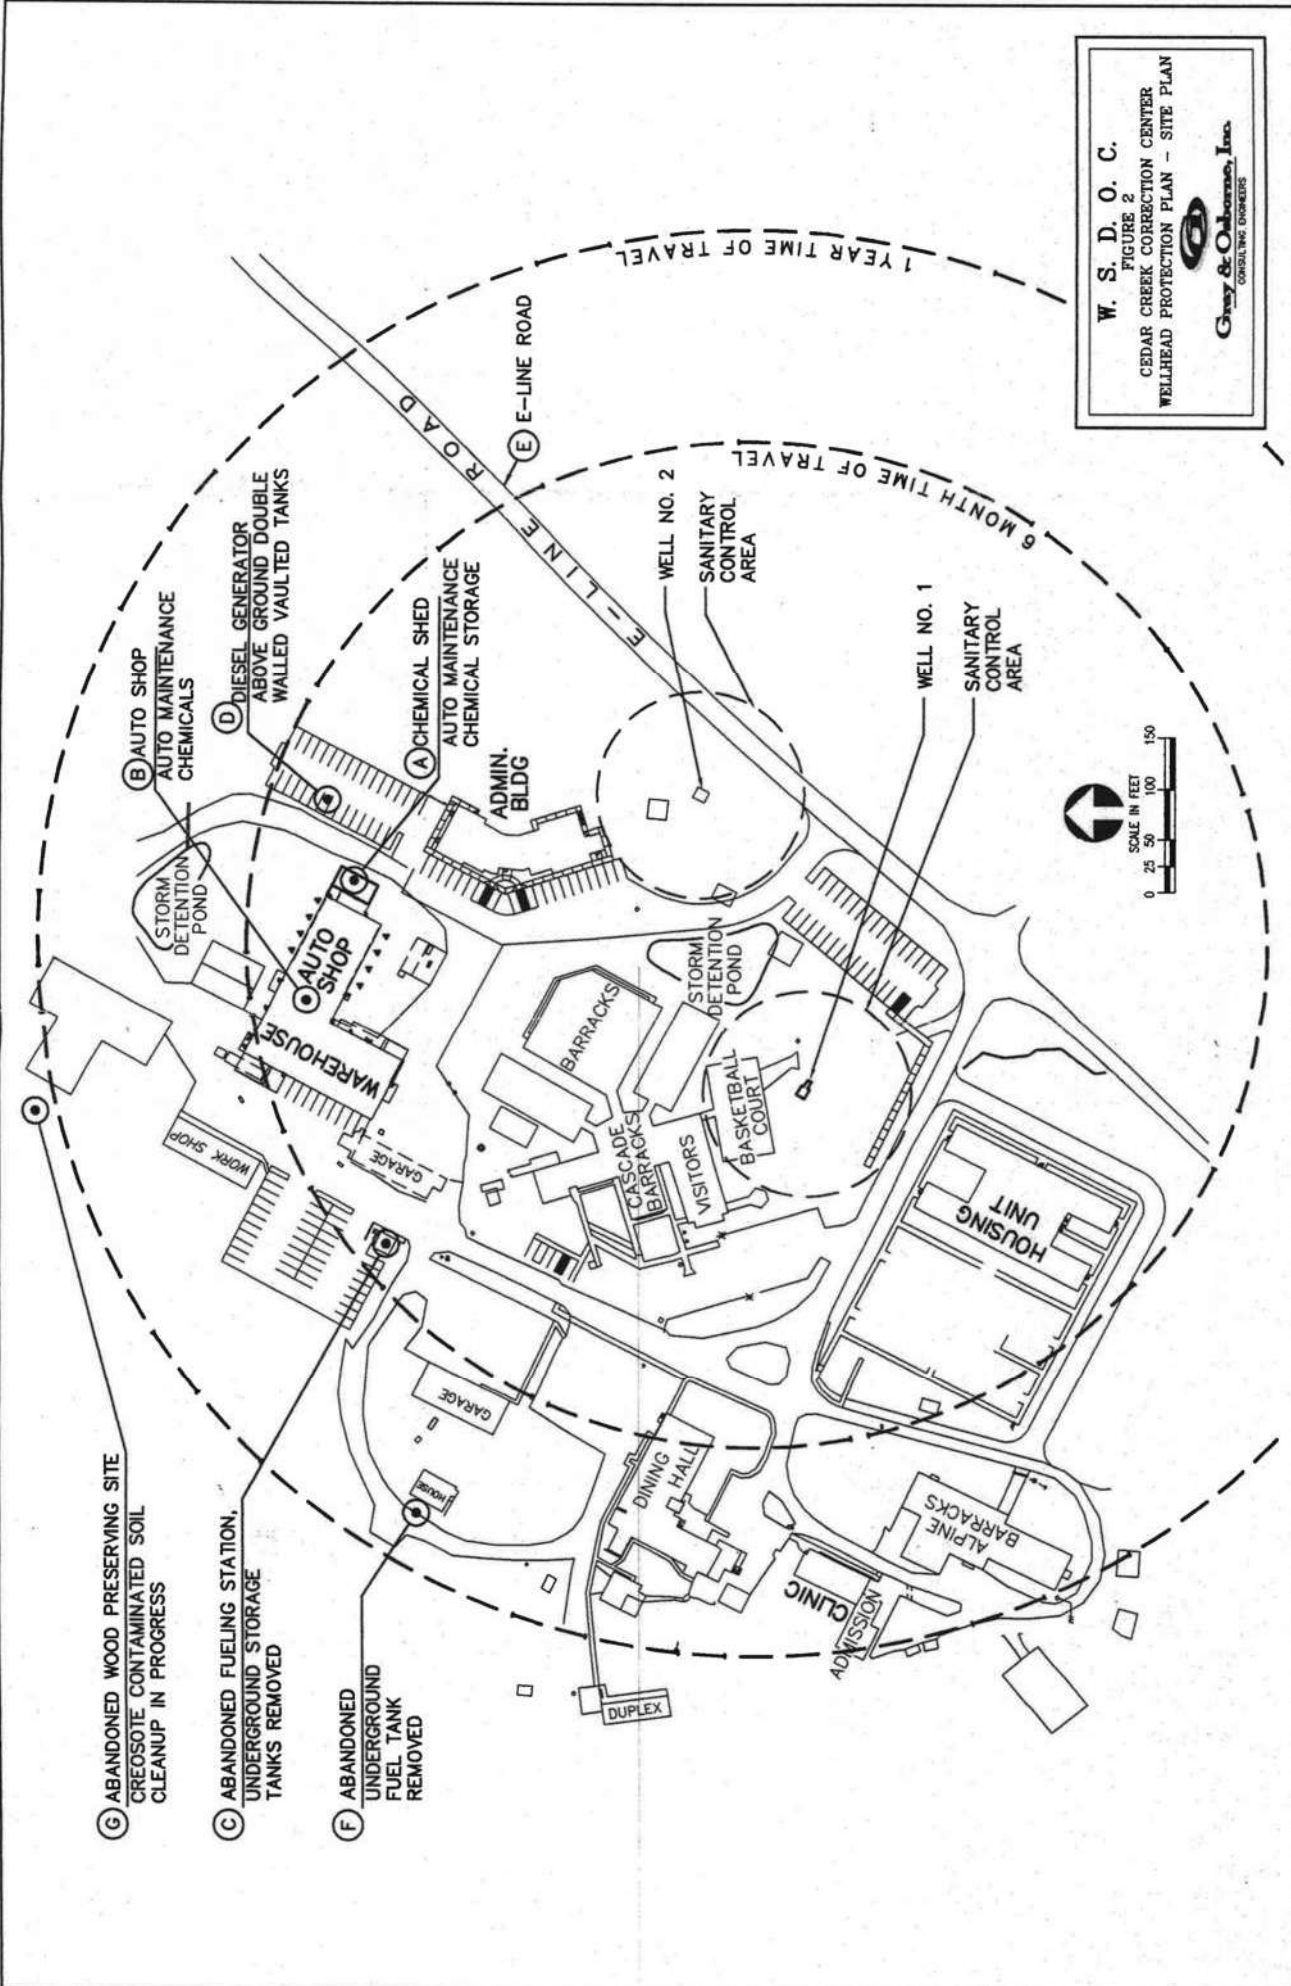 G ABANDONED WOOD PRESERVING SITE
CREOSOTE CONTAMINATED SOIL
CLEANUP IN PROGRESS
C ABANDONED FUELING STATION,
UNDERGROUND STORAGE
TANKS REMOVED
F ABANDONED
UNDERGROUND
FUEL TANK
REMOVED
B AUTO SHOP
AUTO MAINTENANCE
CHEMICALS
D DIESEL GENERATOR
ABOVE GROUND DOUBLE
WALLED VAULTED TANKS
A CHEMICAL SHED
AUTO MAINTENANCE
CHEMICAL STORAGE
E E-LINE ROAD
E-LINE ROAD
1 YEAR TIME OF TRAVEL
6 MONTH TIME OF TRAVEL
STORM
DETENTION
POND
AUTO
SHOP
WAREHOUSE
WORK SHOP
GARAGE
GARAGE
HOUSE
ADMIN.
BLDG
WELL NO. 2
SANITARY
CONTROL
AREA
WELL NO. 1
SANITARY
CONTROL
AREA
BARRACKS
STORM
DETENTION
POND
CASCADE
BARRACKS
VISITORS
BASKETBALL
COURT
DINING
HALL
DUPLEX
CLINIC
ADMISSION
ALPINE
BARRACKS
HOUSING
UNIT
SCALE IN FEET
0 25 50 100 150
W. S. D. O. C.
FIGURE 2
CEDAR CREEK CORRECTION CENTER
WELLHEAD PROTECTION PLAN - SITE PLAN
Gray & Osborne, Inc.
CONSULTING ENGINEERS